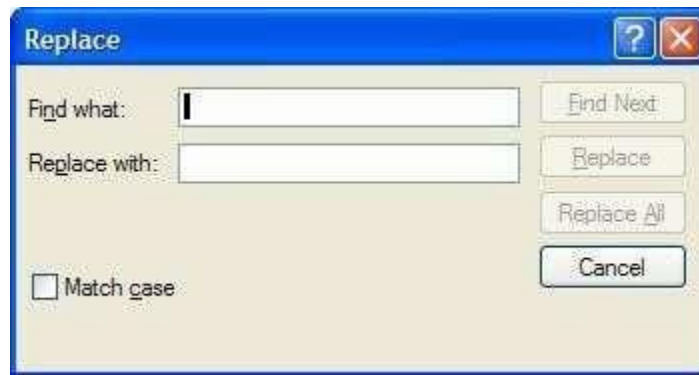 Replace
Find what:
Find Next
Replace with:
Replace
Replace All
Cancel
Match case